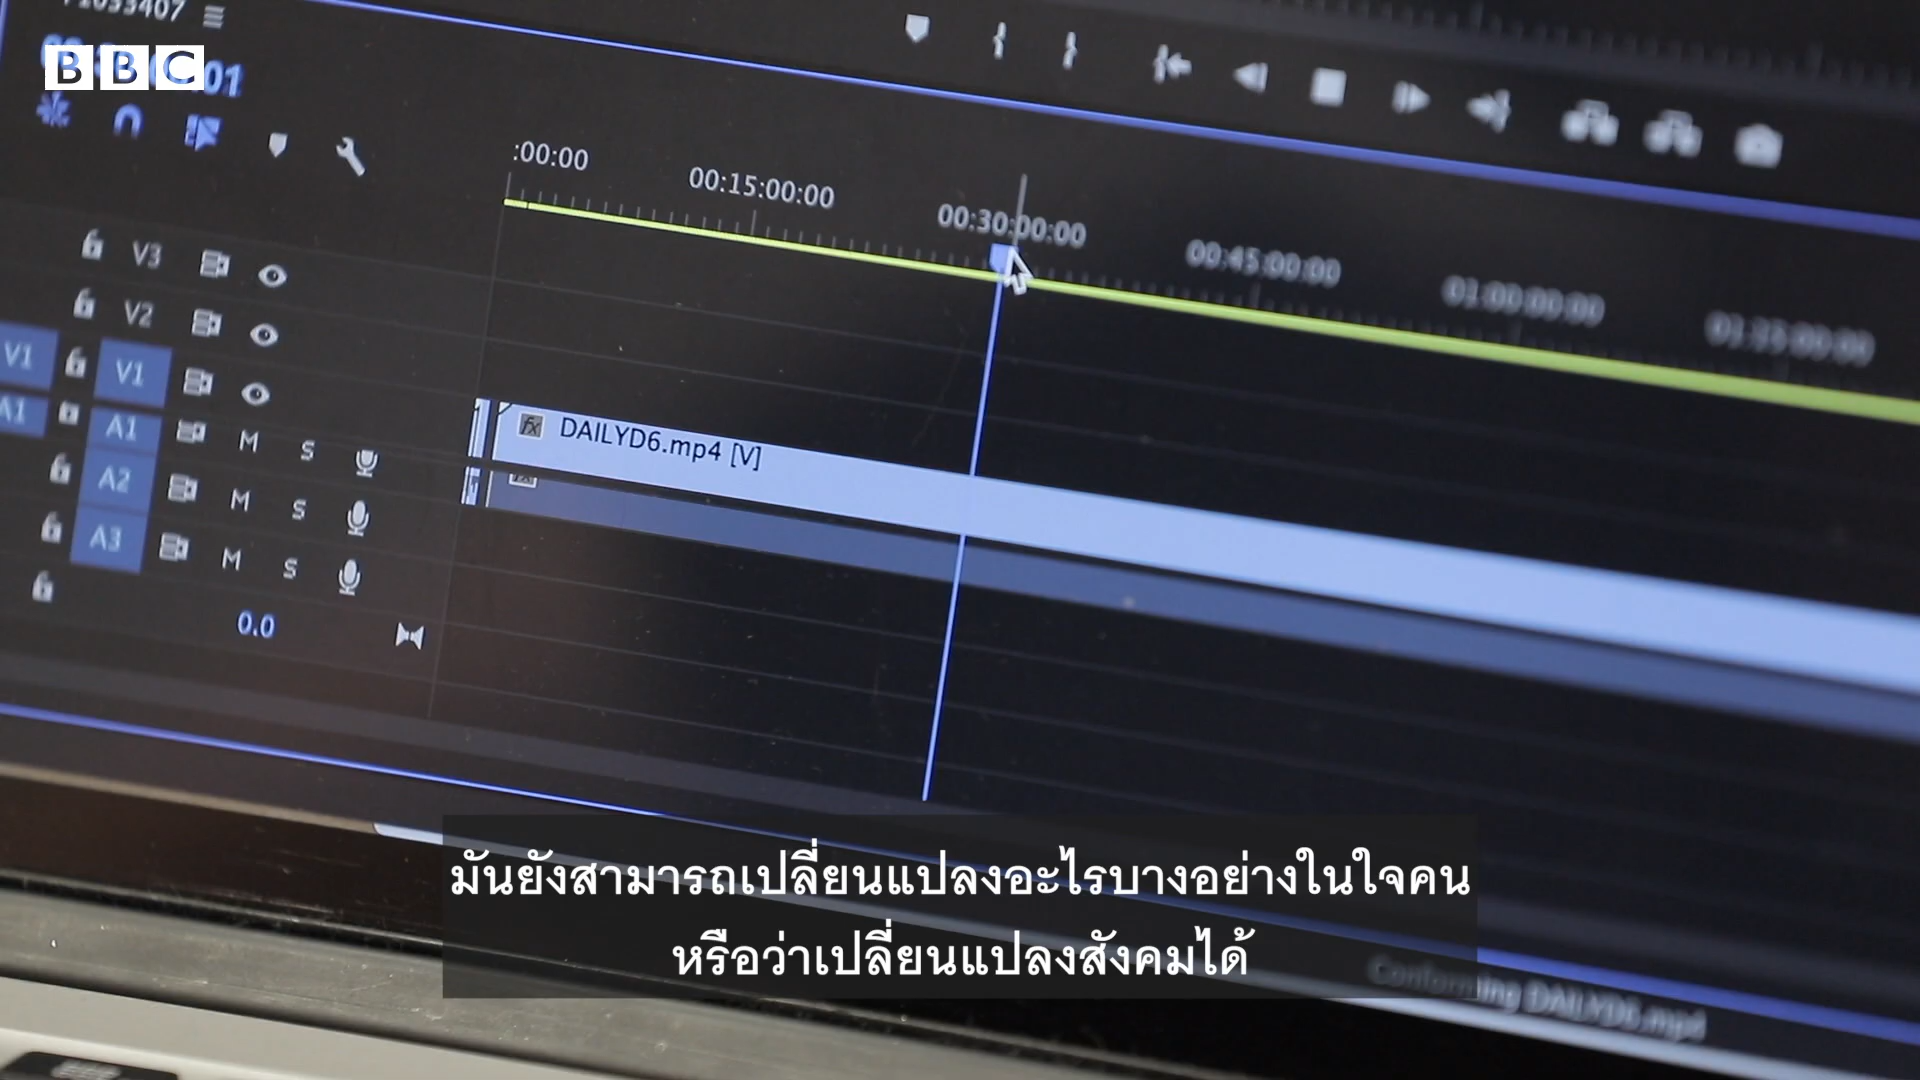 BBC
:00:00
00:15:00:00
00:30:00:00
00:45:00:00
01:00:00:00
V3
V2
V1 V1
A1 A1
M S
A2 M S
A3 M S
0.0
fx DAILYD6.mp4 [V]
มันยังสามารถเปลี่ยนแปลงอะไรบางอย่างในใจคน
หรือว่าเปลี่ยนแปลงสังคมได้
Conforming DAILYD6.mp4